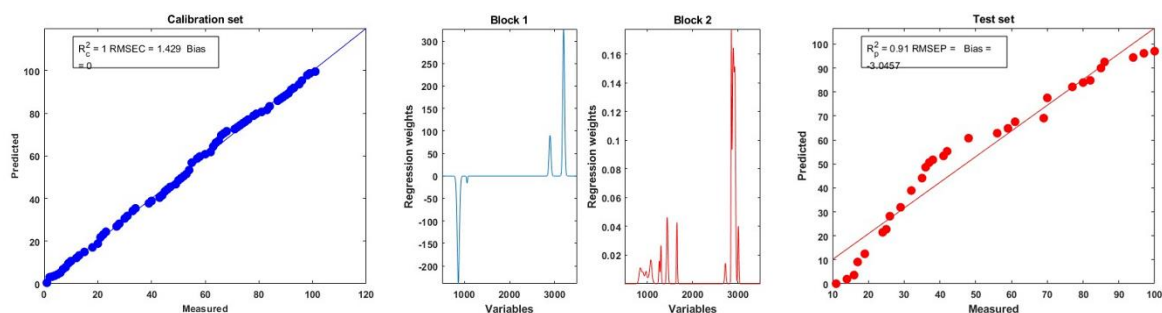 Calibration set
R²c = 1 RMSEC = 1.429 Bias
= 0
Predicted
100
80
60
40
20
0
0 20 40 60 80 100 120
Measured
Block 1
Regression weights
300
250
200
150
100
50
0
-50
-100
-150
-200
1000 2000 3000
Variables
Block 2
Regression weights
0.16
0.14
0.12
0.1
0.08
0.06
0.04
0.02
1000 2000 3000
Variables
Test set
R²p = 0.91 RMSEP = Bias =
-3.0457
Predicted
100
90
80
70
60
50
40
30
20
10
0
10 20 30 40 50 60 70 80 90 100
Measured